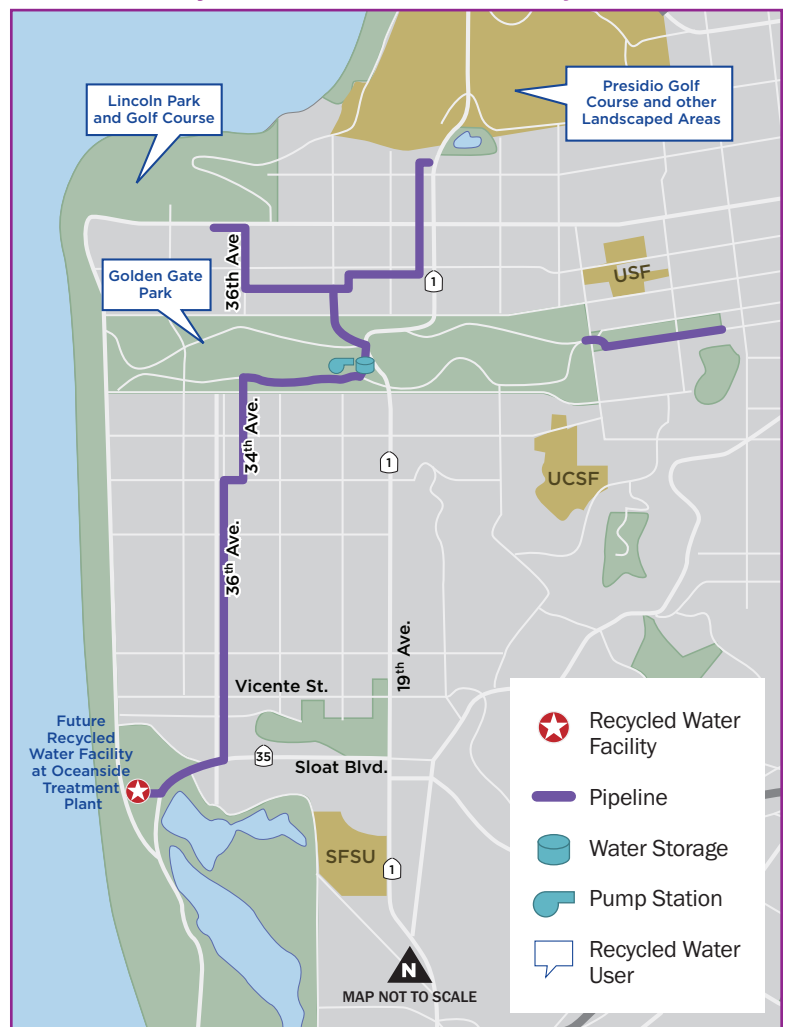 Lincoln Park
and Golf Course
Presidio Golf
Course and other
Landscaped Areas
36th Ave
Golden Gate
Park
USF
1
34th Ave.
1
UCSF
36th Ave.
19th Ave.
Vicente St.
Future
Recycled
Water Facility
at Oceanside
Treatment
Plant
35
Sloat Blvd.
SFSU
1
N
MAP NOT TO SCALE
Recycled Water
Facility
Pipeline
Water Storage
Pump Station
Recycled Water
User